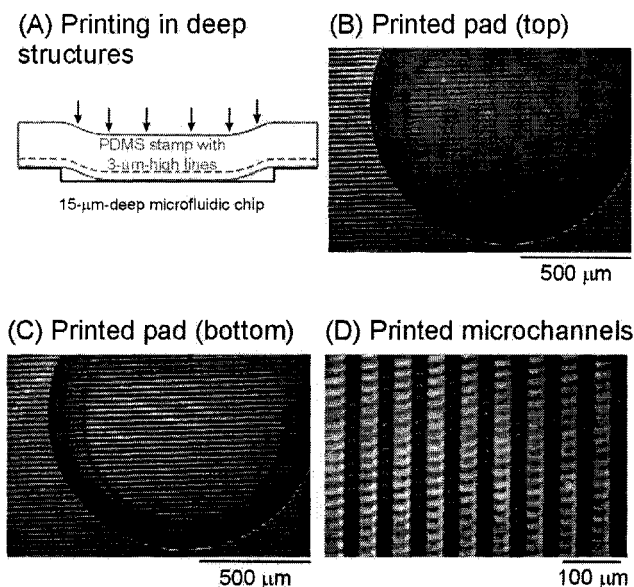 (A) Printing in deep
structures
PDMS stamp with
3-µm-high lines
15-µm-deep microfluidic chip
(B) Printed pad (top)
500 µm
(C) Printed pad (bottom)
500 µm
(D) Printed microchannels
100 µm